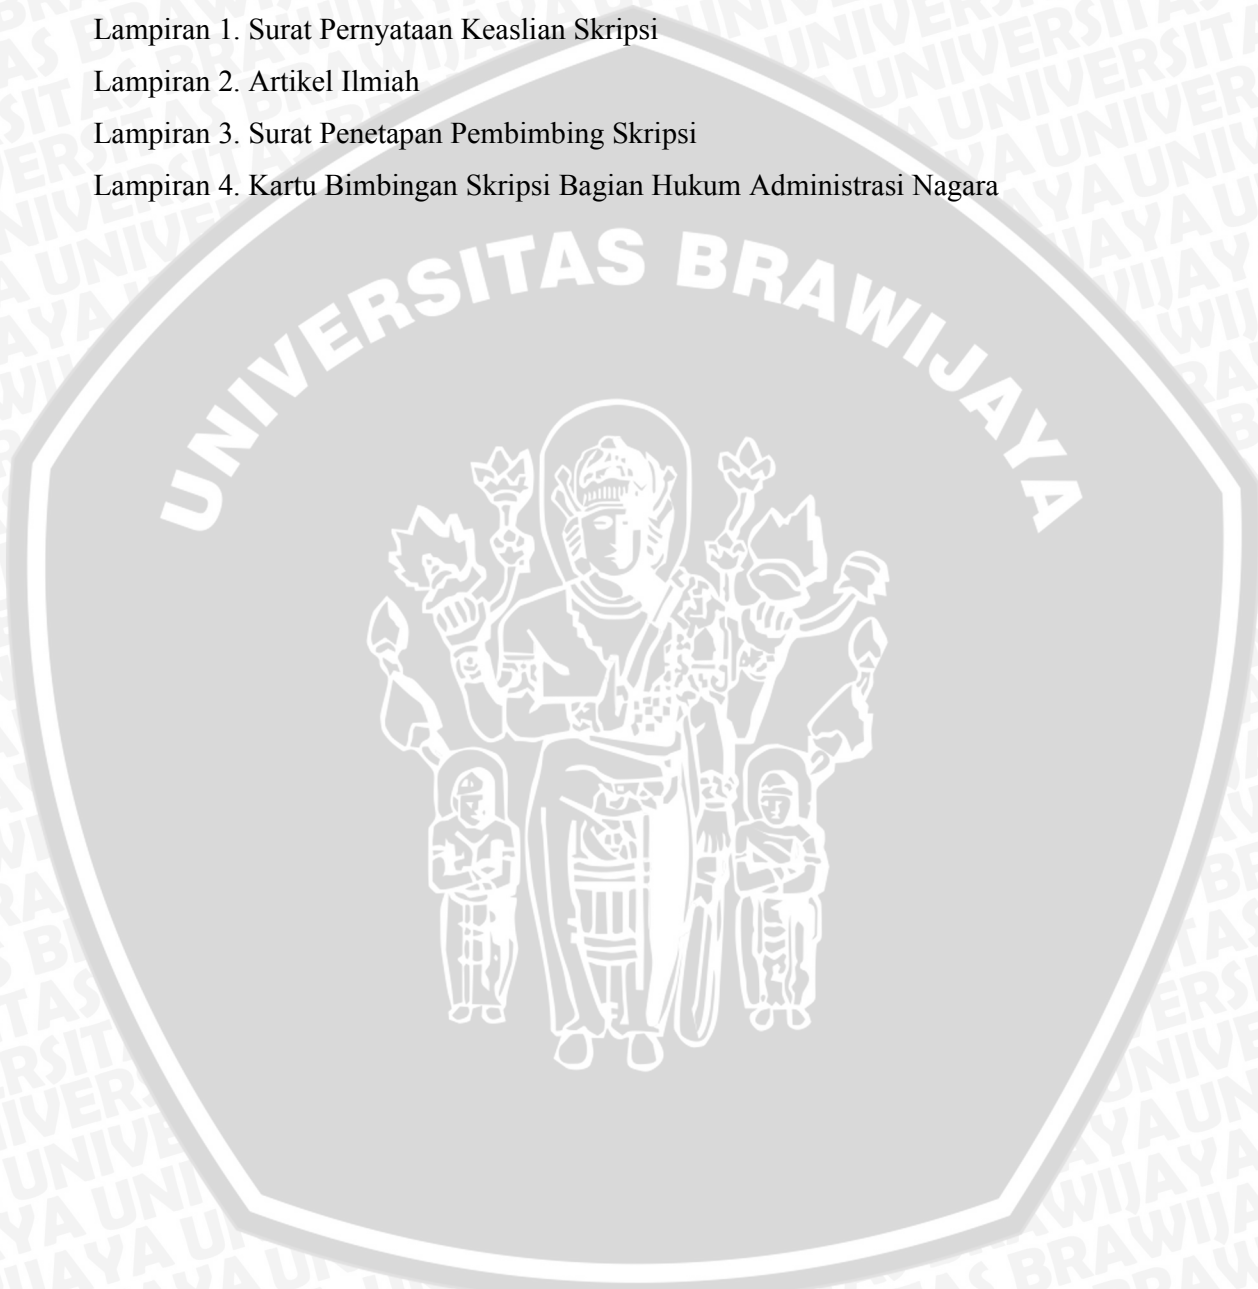 Lampiran 1. Surat Pernyataan Keaslian Skripsi
Lampiran 2. Artikel Ilmiah
Lampiran 3. Surat Penetapan Pembimbing Skripsi
Lampiran 4. Kartu Bimbingan Skripsi Bagian Hukum Administrasi Nagara
UNIVERSITAS BRAWIJAYA